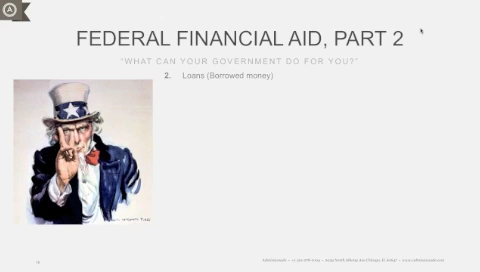 A
FEDERAL FINANCIAL AID, PART 2
"WHAT CAN YOUR GOVERNMENT DO FOR YOU?"
2. Loans (Borrowed money)